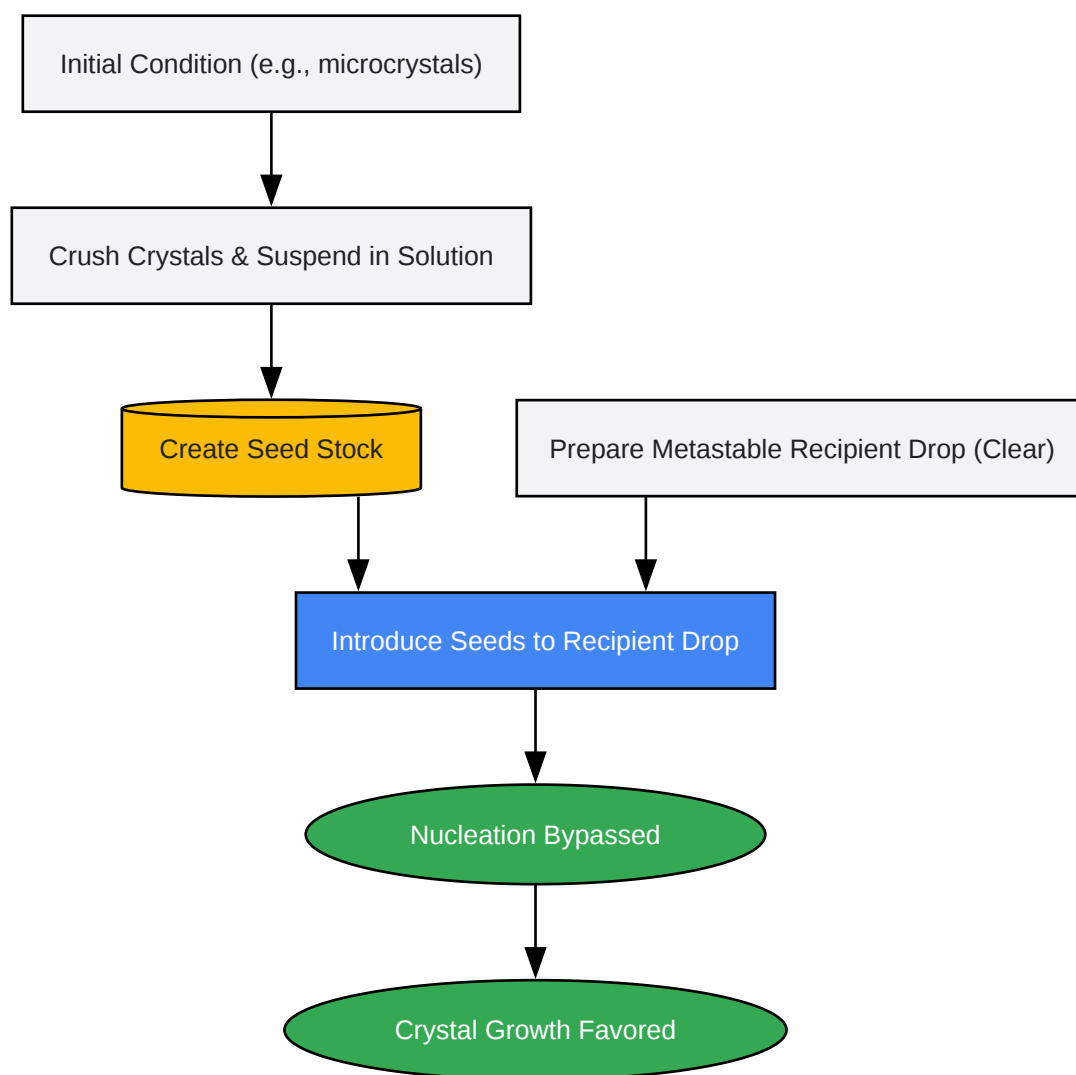 Initial Condition (e.g., microcrystals)
Crush Crystals & Suspend in Solution
Create Seed Stock
Prepare Metastable Recipient Drop (Clear)
Introduce Seeds to Recipient Drop
Nucleation Bypassed
Crystal Growth Favored